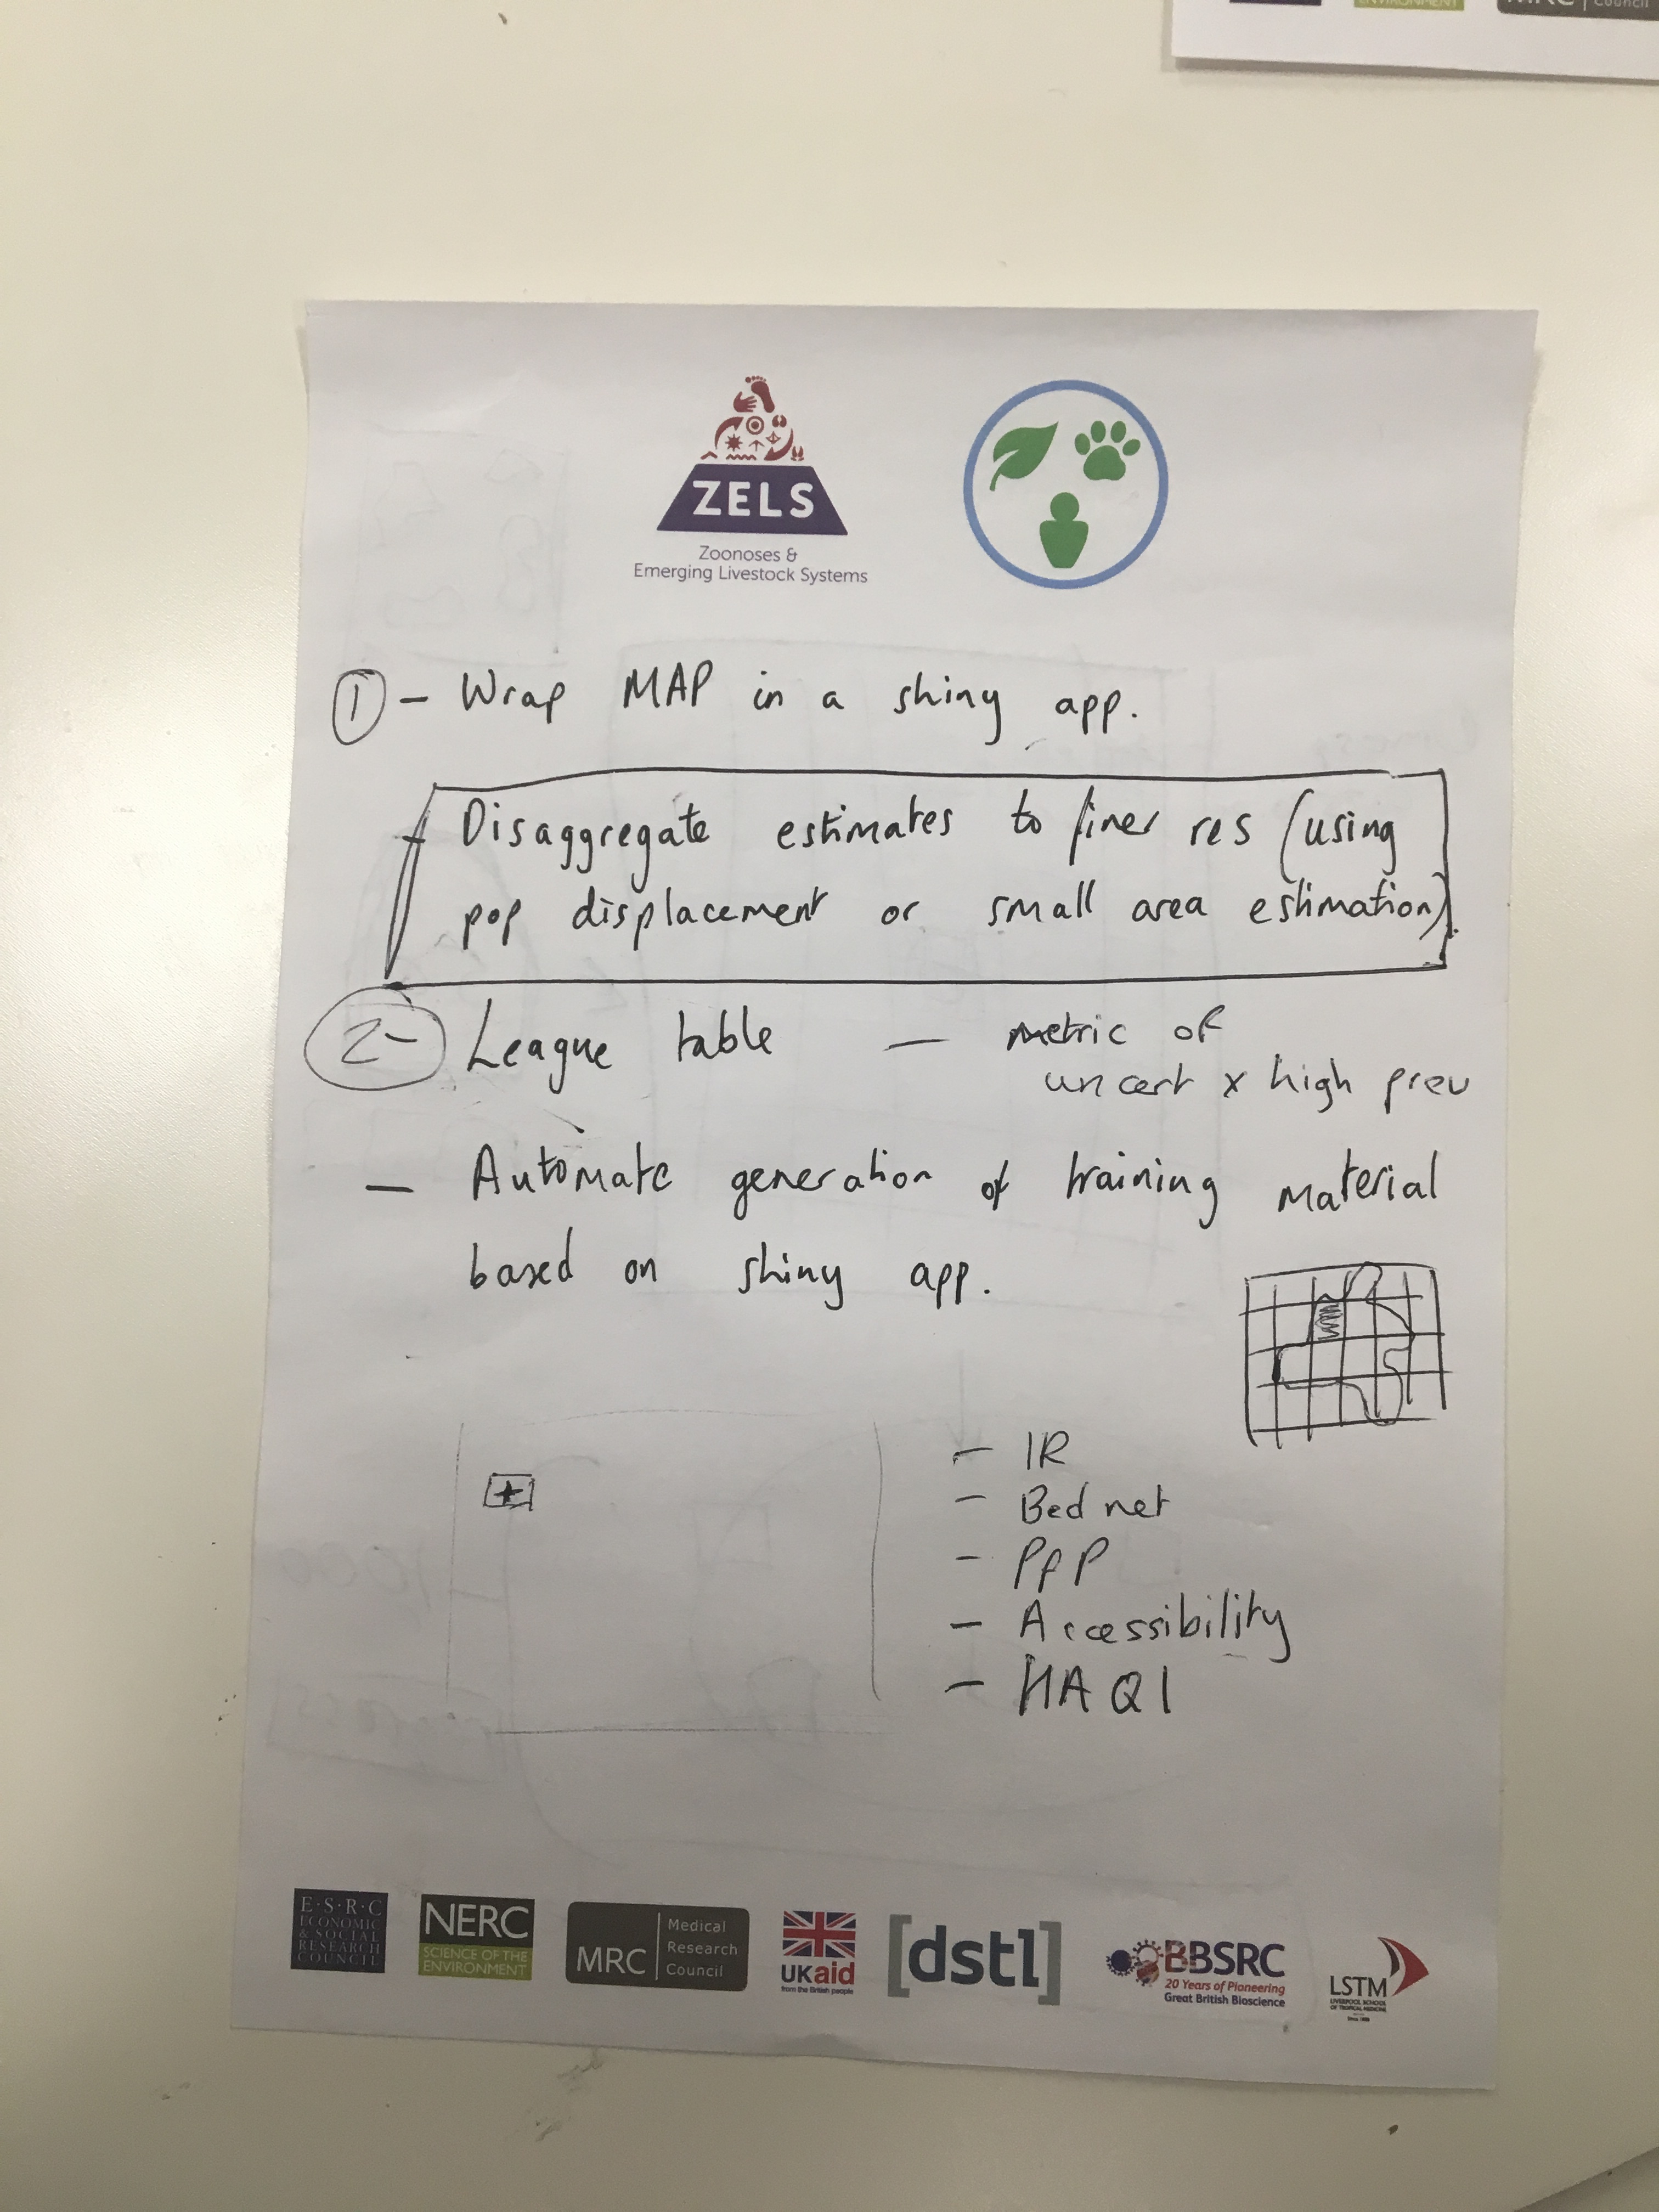 MRC
Council
ENVIRONMENT
ZELS
Zoonoses &
Emerging Livestock Systems
1 - Wrap MAP in a shiny app.
- Disaggregate estimates to finer res (using
pop displacement or small area estimation).
2- League table — metric of
uncert x high prev
- Automate generation of training material
based on shiny app.
+
- IR
- Bed net
- PfP
- Accessibility
- HAQI
E·S·R·C
ECONOMIC
& SOCIAL
RESEARCH
COUNCIL
NERC
SCIENCE OF THE
ENVIRONMENT
MRC
Medical
Research
Council
UKaid
from the British people
[dstl]
BBSRC
20 Years of Pioneering
Great British Bioscience
LSTM
LIVERPOOL SCHOOL
OF TROPICAL MEDICINE